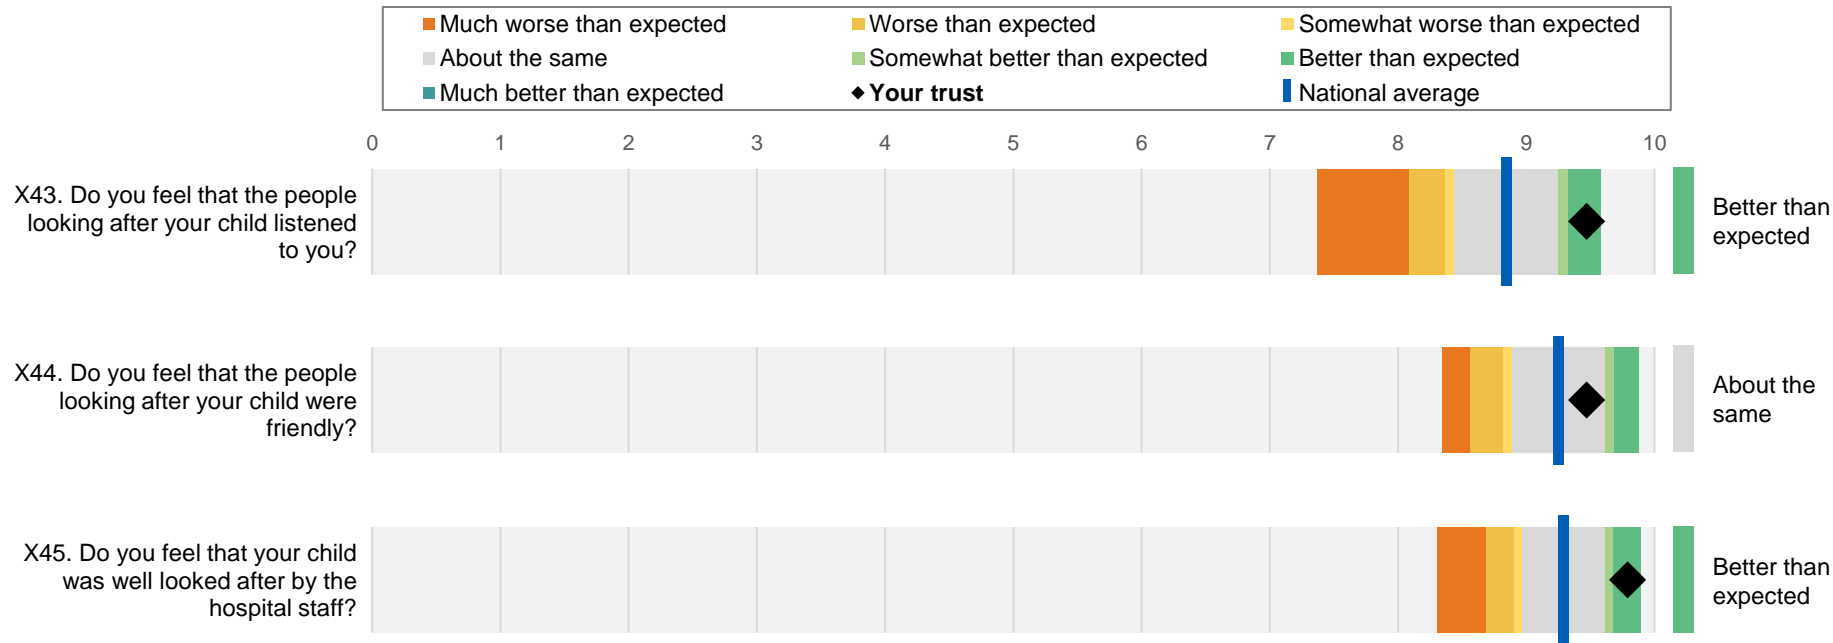 Much worse than expected
Worse than expected
Somewhat worse than expected
About the same
Somewhat better than expected
Better than expected
Much better than expected
Your trust
National average
0 1 2 3 4 5 6 7 8 9 10
X43. Do you feel that the people
looking after your child listened
to you?
Better than
expected
X44. Do you feel that the people
looking after your child were
friendly?
About the
same
X45. Do you feel that your child
was well looked after by the
hospital staff?
Better than
expected